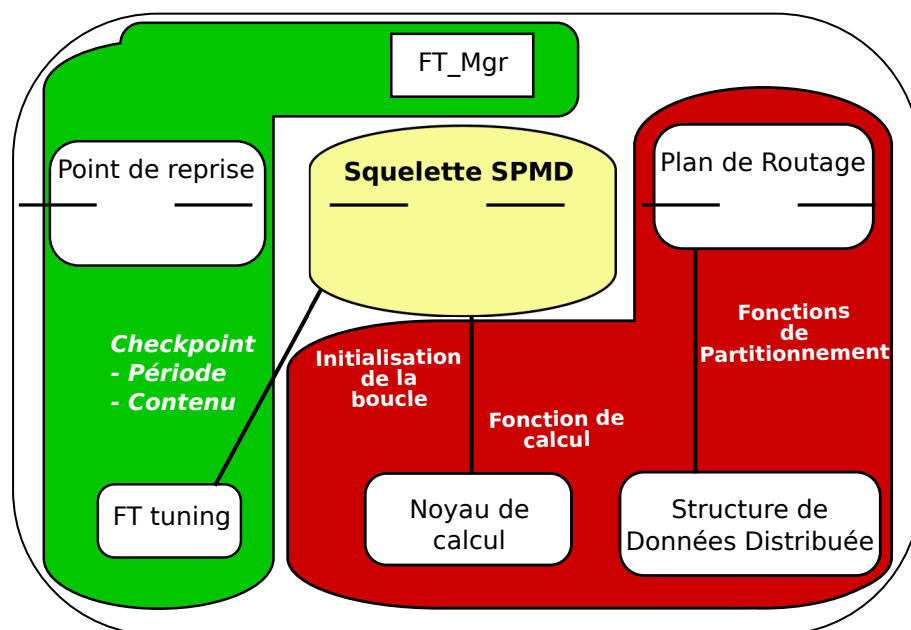 FT_Mgr
Point de reprise
Squelette SPMD
Plan de Routage
Checkpoint
- Période
- Contenu
Initialisation
de la
boucle
Fonction de
calcul
Fonctions
de
Partitionnement
FT tuning
Noyau de
calcul
Structure de
Données Distribuée